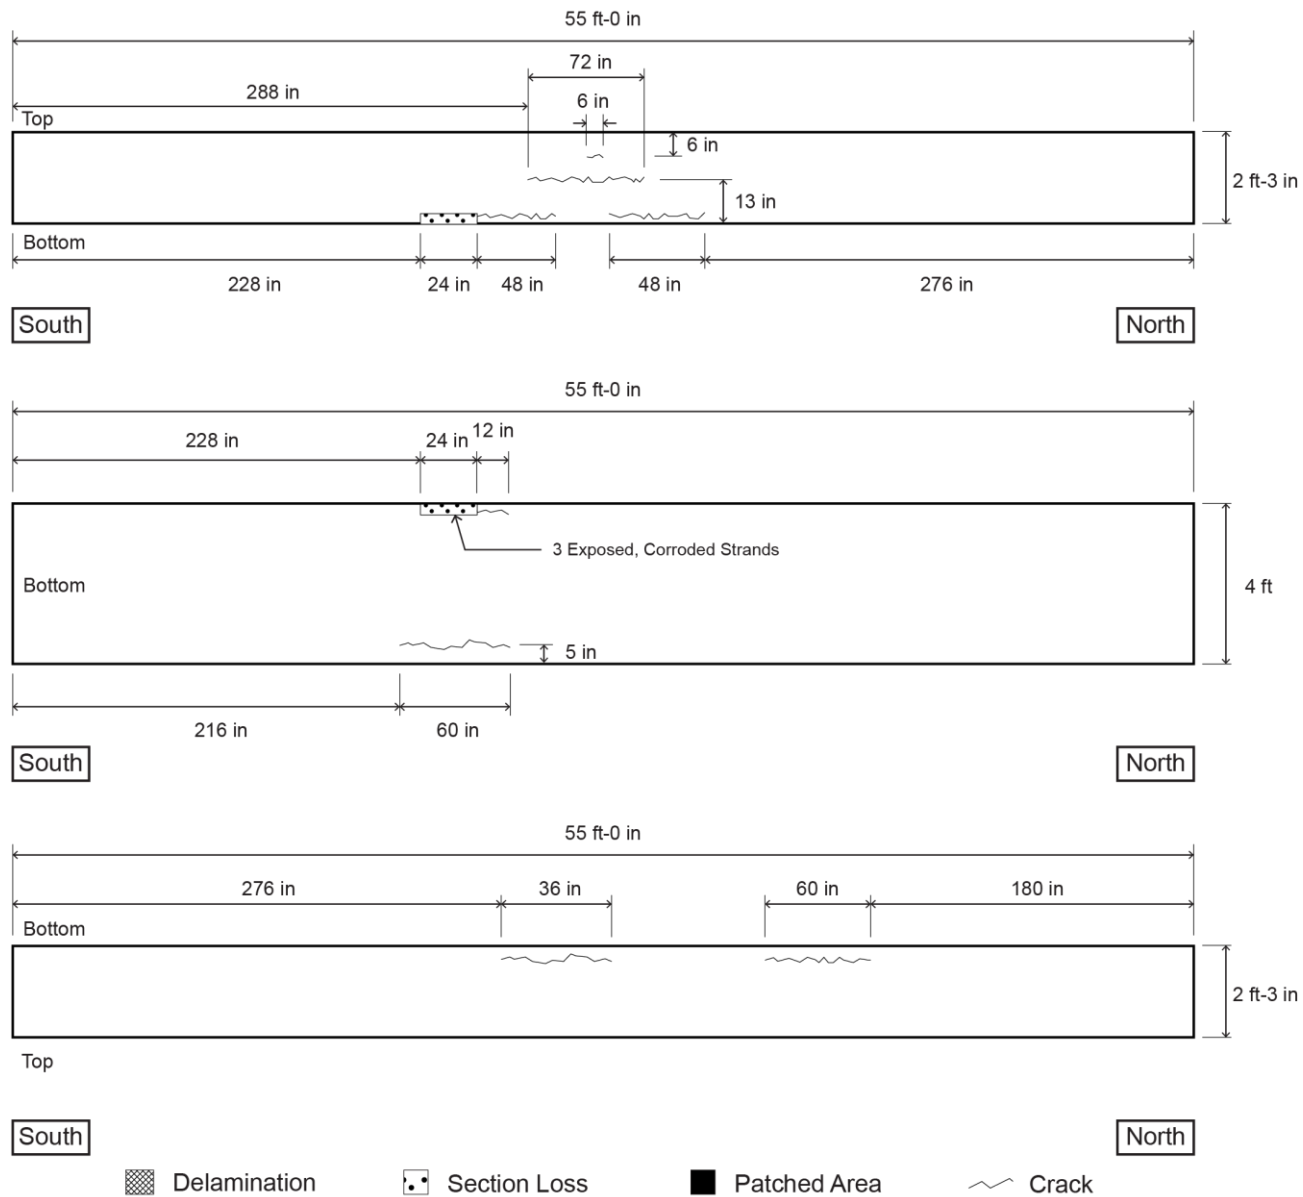 55 ft-0 in
72 in
288 in
6 in
Top
6 in
2 ft-3 in
13 in
Bottom
228 in
24 in
48 in
48 in
276 in
South
North
55 ft-0 in
228 in
24 in
12 in
3 Exposed, Corroded Strands
Bottom
4 ft
5 in
216 in
60 in
South
North
55 ft-0 in
276 in
36 in
60 in
180 in
Bottom
2 ft-3 in
Top
South
North
Delamination
Section Loss
Patched Area
Crack